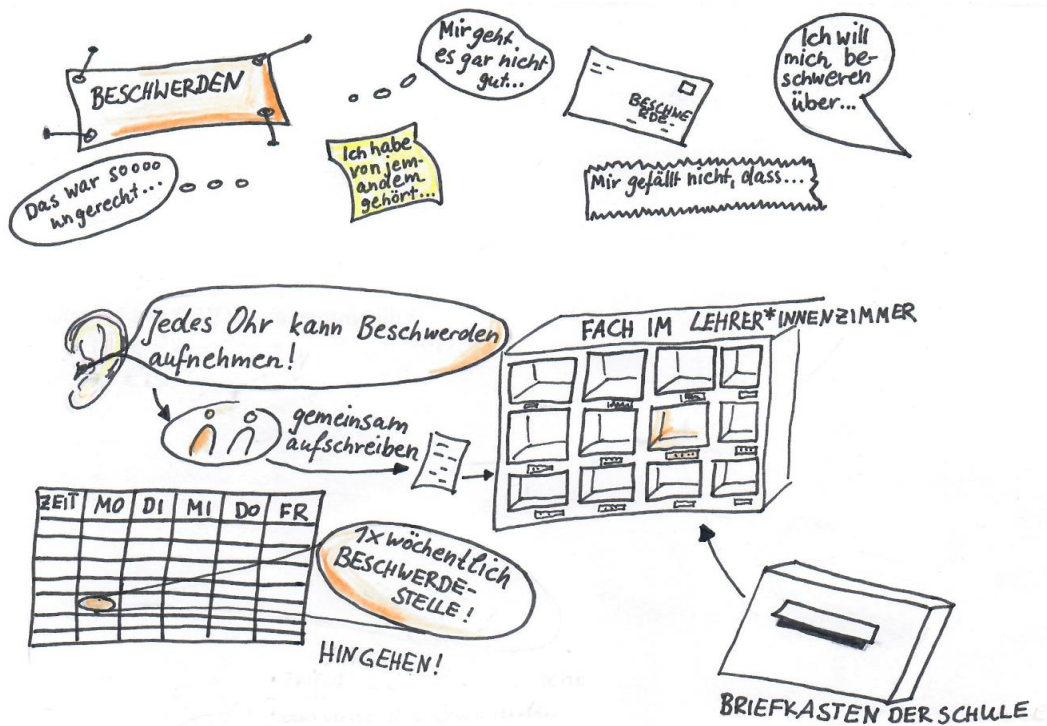 BESCHWERDEN
Mir geht
es gar nicht
gut...
BESCHWE
RDE-
Ich will
mich be-
schweren
über...
Das war soooo
ungerecht...
Ich habe
von jem-
andem
gehört...
Mir gefällt nicht, dass...
Jedes Ohr kann Beschwerden
aufnehmen!
FACH IM LEHRER*INNENZIMMER
gemeinsam
aufschreiben
ZEIT MO DI MI DO FR
1x wöchentlich
BESCHWERDE-
STELLE!
HINGEHEN!
BRIEFKASTEN DER SCHULE